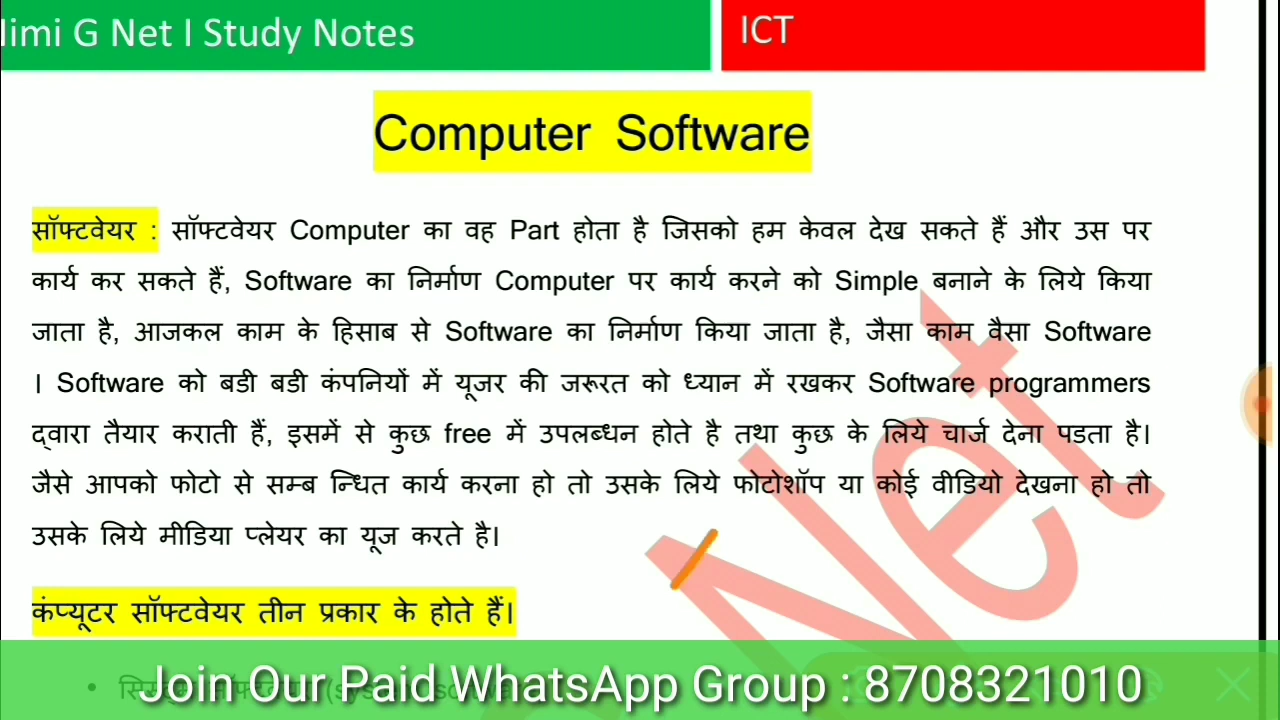 imi G Net l Study Notes
ICT
Computer Software
सॉफ्टवेयर : सॉफ्टवेयर Computer का वह Part होता है जिसको हम केवल देख सकते हैं और उस पर
कार्य कर सकते हैं, Software का निर्माण Computer पर कार्य करने को Simple बनाने के लिये किया
जाता है, आजकल काम के हिसाब से Software का निर्माण किया जाता है, जैसा काम वैसा Software
। Software को बडी बडी कंपनियों में यूजर की जरूरत को ध्यान में रखकर Software programmers
द्वारा तैयार कराती हैं, इसमें से कुछ free में उपलब्धन होते है तथा कुछ के लिये चार्ज देना पडता है।
जैसे आपको फोटो से सम्ब न्धित कार्य करना हो तो उसके लिये फोटोशॉप या कोई वीडियो देखना हो तो
उसके लिये मीडिया प्लेयर का यूज करते है।
कंप्यूटर सॉफ्टवेयर तीन प्रकार के होते हैं।
Join Our Paid WhatsApp Group : 8708321010
Net